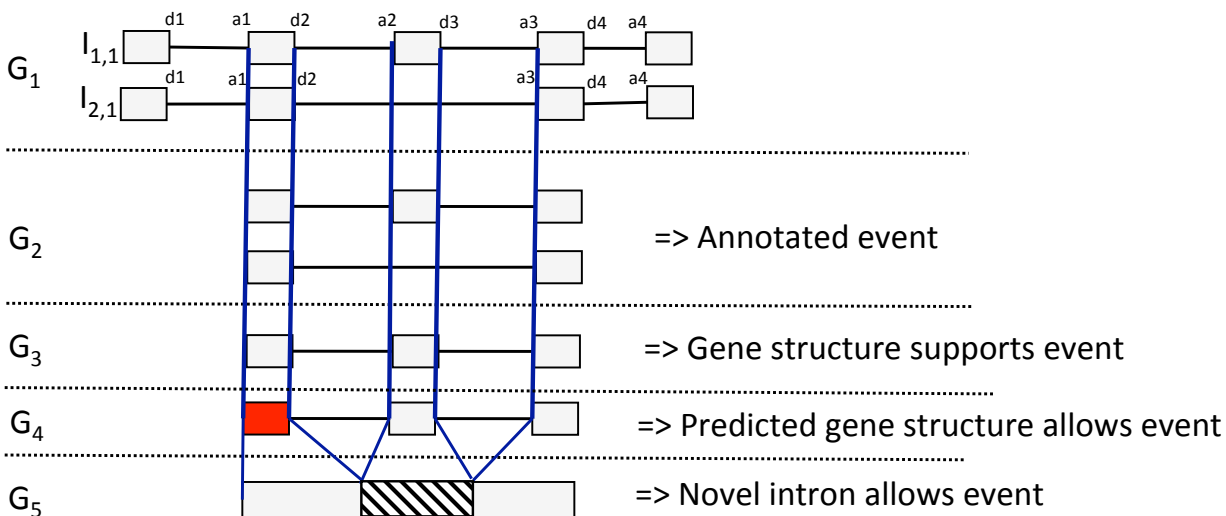 d1 a1 d2 a2 d3 a3 d4 a4
I1,1
G1
d1 a1 d2 a3 d4 a4
I2,1
G2 => Annotated event
G3 => Gene structure supports event
G4 => Predicted gene structure allows event
G5 => Novel intron allows event